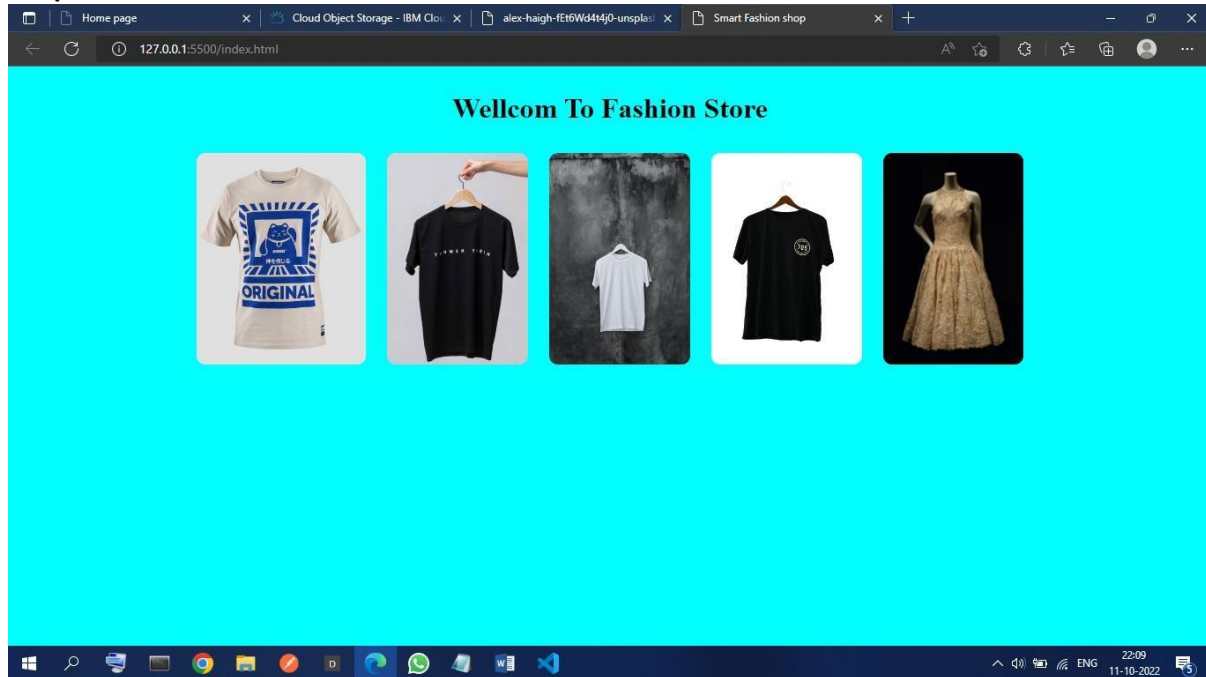 Home page
Cloud Object Storage - IBM Clou
alex-haigh-fEt6Wd4t4j0-unsplas
Smart Fashion shop
127.0.0.1:5500/index.html
Wellcom To Fashion Store
ORIGINAL
ENG
22:09
11-10-2022